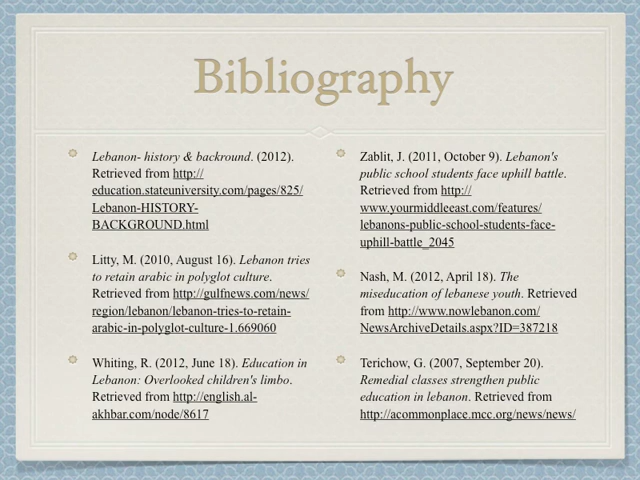 Bibliography
Lebanon- history & backround. (2012).
Retrieved from http://
education.stateuniversity.com/pages/825/
Lebanon-HISTORY-
BACKGROUND.html
Litty, M. (2010, August 16). Lebanon tries
to retain arabic in polyglot culture.
Retrieved from http://gulfnews.com/news/
region/lebanon/lebanon-tries-to-retain-
arabic-in-polyglot-culture-1.669060
Whiting, R. (2012, June 18). Education in
Lebanon: Overlooked children's limbo.
Retrieved from http://english.al-
akhbar.com/node/8617
Zablit, J. (2011, October 9). Lebanon's
public school students face uphill battle.
Retrieved from http://
www.yourmiddleeast.com/features/
lebanons-public-school-students-face-
uphill-battle_2045
Nash, M. (2012, April 18). The
miseducation of lebanese youth. Retrieved
from http://www.nowlebanon.com/
NewsArchiveDetails.aspx?ID=387218
Terichow, G. (2007, September 20).
Remedial classes strengthen public
education in lebanon. Retrieved from
http://acommonplace.mcc.org/news/news/